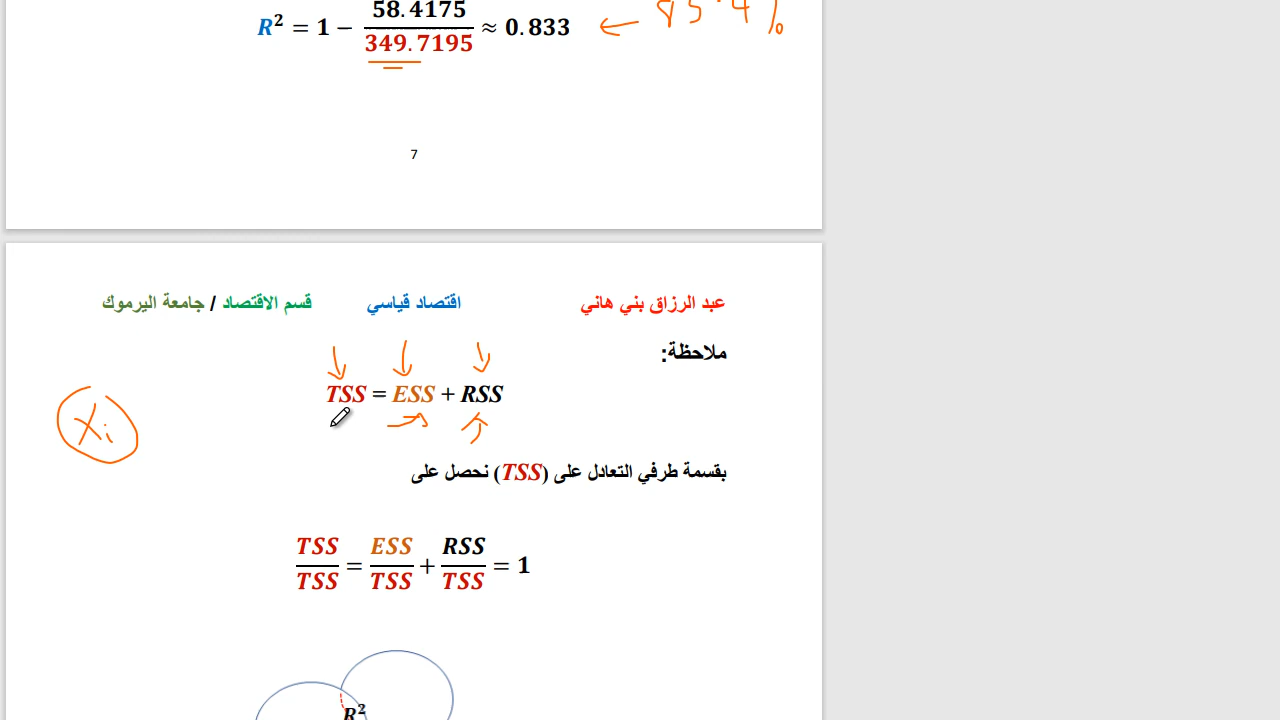 R² = 1 − 58.4175 / 349.7195 ≈ 0.833
7
عبد الرزاق بني هاني اقتصاد قياسي قسم الاقتصاد / جامعة اليرموك
ملاحظة:
TSS = ESS + RSS
Xi
بقسمة طرفي التعادل على (TSS) نحصل على
TSS/TSS = ESS/TSS + RSS/TSS = 1
R²